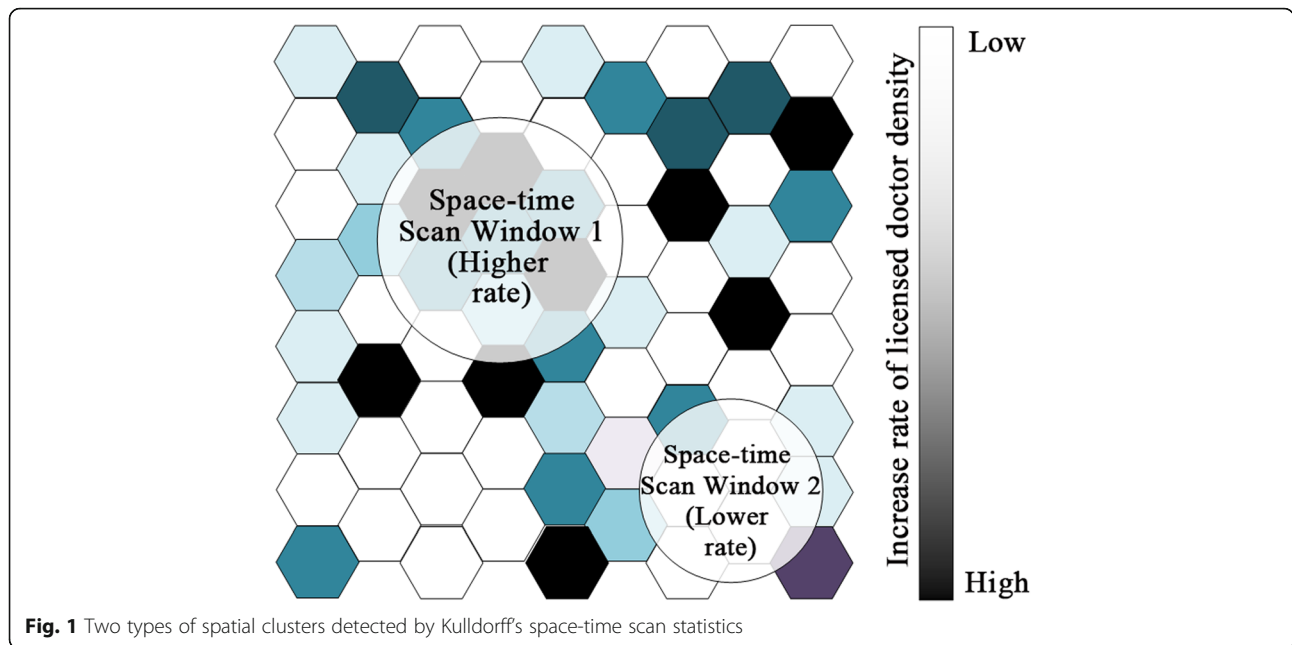 Space-time
Scan Window 1
(Higher
rate)
Space-time
Scan Window 2
(Lower
rate)
Increase rate of licensed doctor density
Low
High
Fig. 1 Two types of spatial clusters detected by Kulldorff’s space-time scan statistics